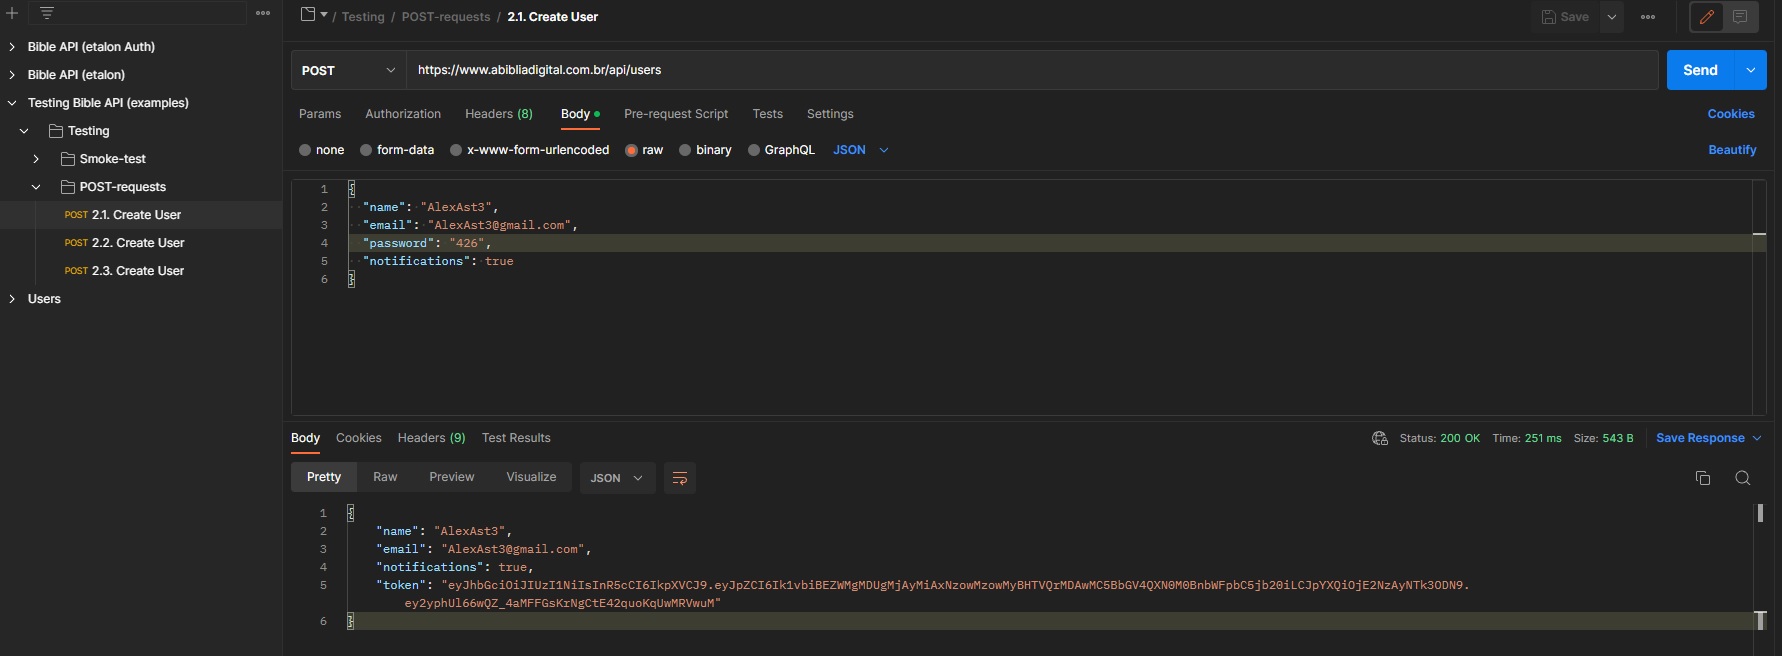 Testing / POST-requests / 2.1. Create User
Save
Bible API (etalon Auth)
Bible API (etalon)
Testing Bible API (examples)
Testing
Smoke-test
POST-requests
POST 2.1. Create User
POST 2.2. Create User
POST 2.3. Create User
Users
POST https://www.abibliadigital.com.br/api/users
Send
Params Authorization Headers (8) Body Pre-request Script Tests Settings
Cookies
none form-data x-www-form-urlencoded raw binary GraphQL JSON
Beautify
1 {
2 "name": "AlexAst3",
3 "email": "AlexAst3@gmail.com",
4 "password": "426",
5 "notifications": true
6 }
Body Cookies Headers (9) Test Results
Status: 200 OK Time: 251 ms Size: 543 B Save Response
Pretty Raw Preview Visualize JSON
1 {
2 "name": "AlexAst3",
3 "email": "AlexAst3@gmail.com",
4 "notifications": true,
5 "token": "eyJhbGciOiJIUzI1NiIsInR5cCI6IkpXVCJ9.eyJpZCI6Ik1vbiBEZWMgMDUgMjAyMiAxNzowMzowMyBHTVQrMDAwMC5BbGV4QXN0M0BnbWFpbC5jb20iLCJpYXQiOjE2NzAyNTk3ODN9.
ey2yphUl66wQZ_4aMFFGsKrNgCtE42quoKqUwMRVwuM"
6 }